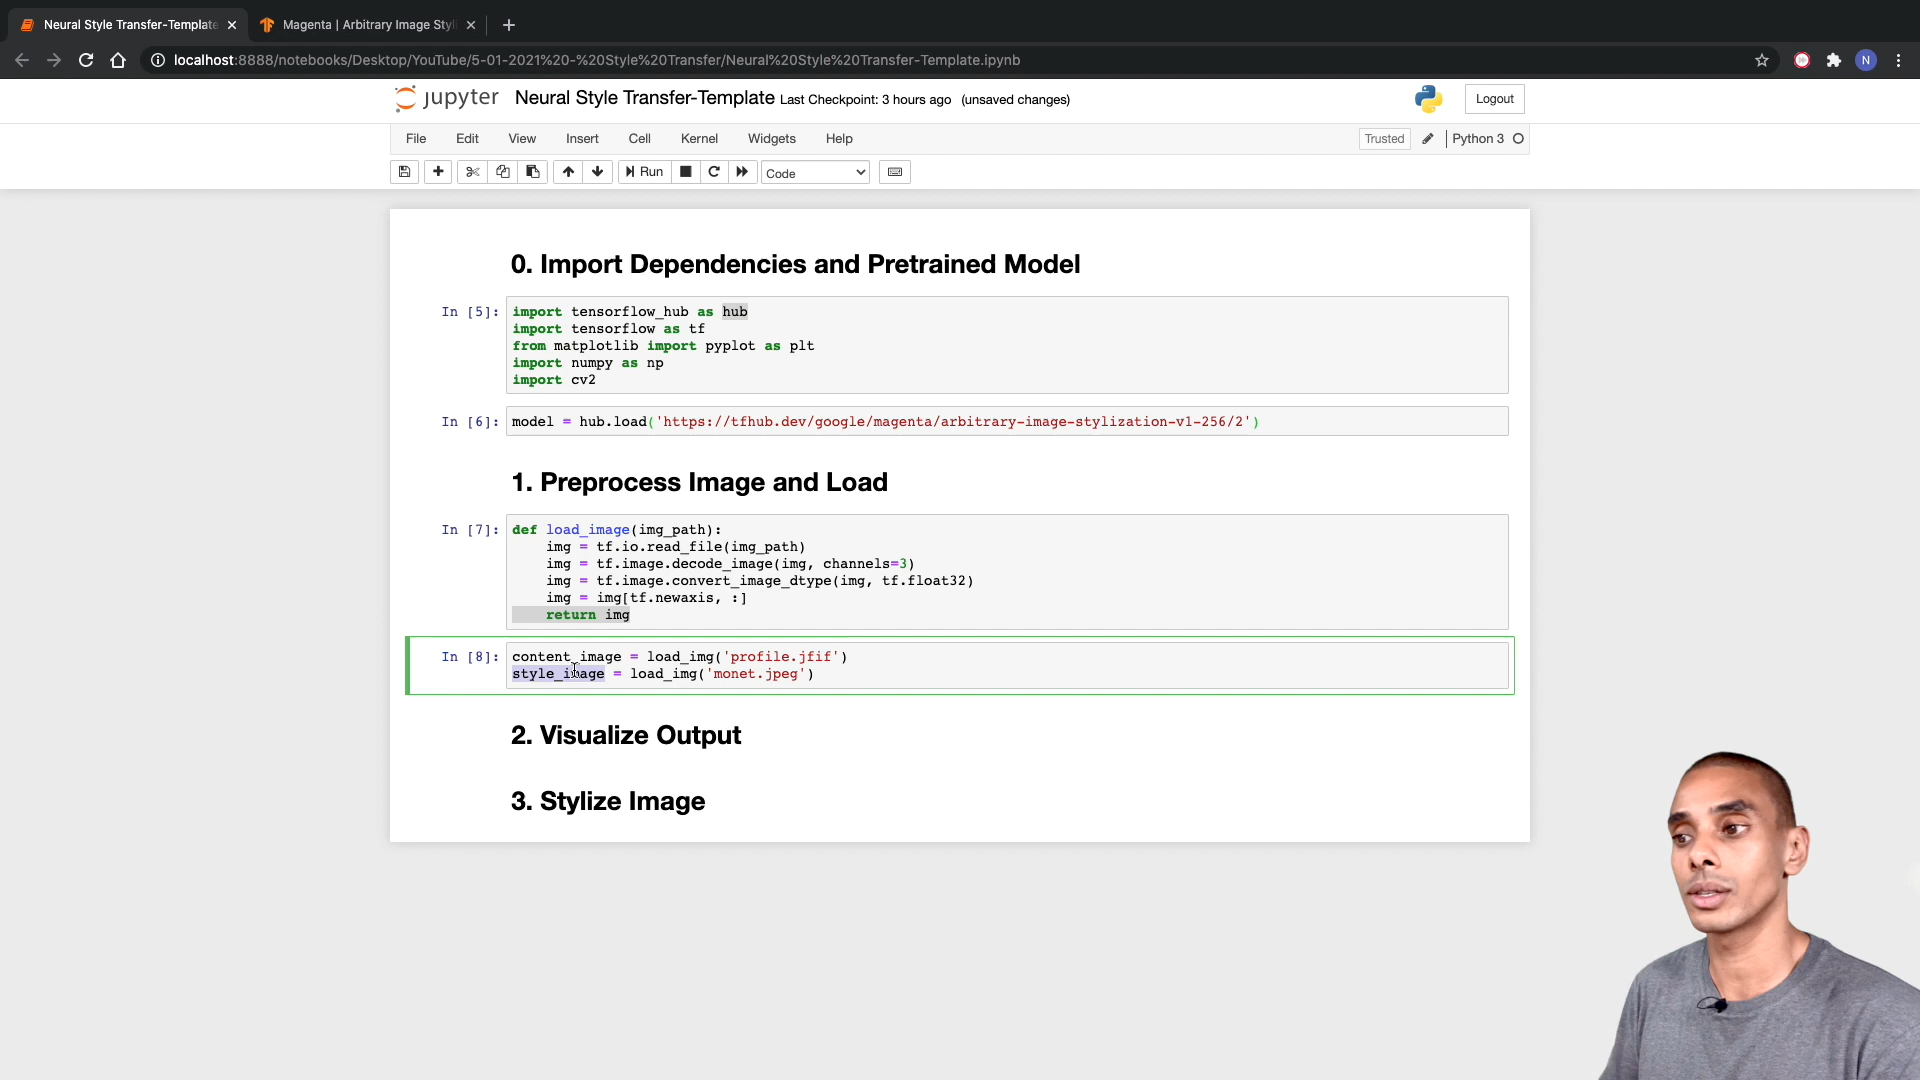 Neural Style Transfer-Template
Magenta | Arbitrary Image Styli
localhost:8888/notebooks/Desktop/YouTube/5-01-2021%20-%20Style%20Transfer/Neural%20Style%20Transfer-Template.ipynb
N
jupyter Neural Style Transfer-Template Last Checkpoint: 3 hours ago (unsaved changes)
Logout
File Edit View Insert Cell Kernel Widgets Help
Trusted
Python 3
Run
Code
0. Import Dependencies and Pretrained Model
In [5]: import tensorflow_hub as hub
import tensorflow as tf
from matplotlib import pyplot as plt
import numpy as np
import cv2
In [6]: model = hub.load('https://tfhub.dev/google/magenta/arbitrary-image-stylization-v1-256/2')
1. Preprocess Image and Load
In [7]: def load_image(img_path):
img = tf.io.read_file(img_path)
img = tf.image.decode_image(img, channels=3)
img = tf.image.convert_image_dtype(img, tf.float32)
img = img[tf.newaxis, :]
return img
In [8]: content_image = load_img('profile.jfif')
style_image = load_img('monet.jpeg')
2. Visualize Output
3. Stylize Image